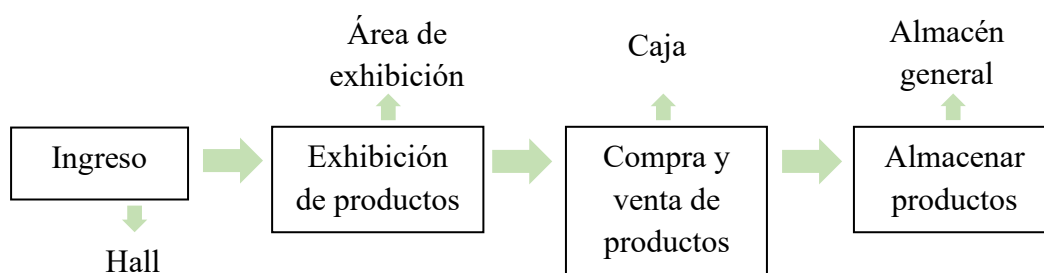 Área de
exhibición
Caja
Almacén
general
Ingreso
Exhibición
de productos
Compra y
venta de
productos
Almacenar
productos
Hall